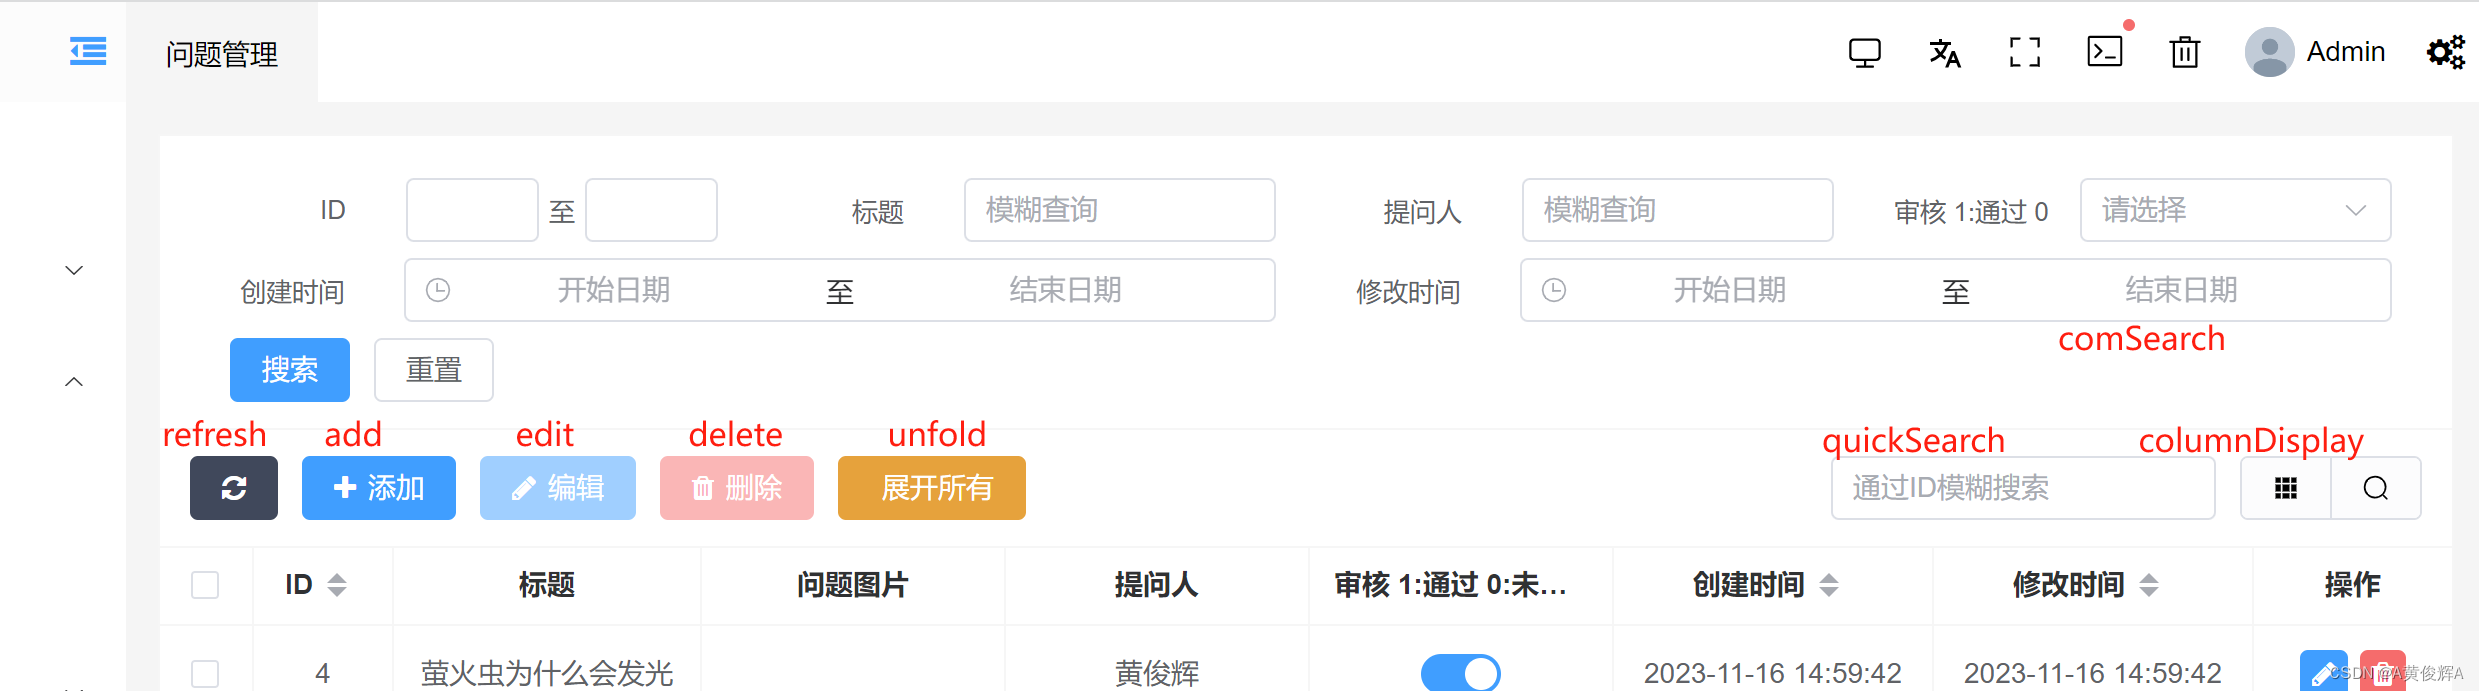 问题管理
Admin
ID 至 标题 模糊查询 提问人 模糊查询 审核 1:通过 0 请选择
创建时间 开始日期 至 结束日期 修改时间 开始日期 至 结束日期
comSearch
搜索 重置
refresh add edit delete unfold quickSearch columnDisplay
添加 编辑 删除 展开所有 通过ID模糊搜索
ID 标题 问题图片 提问人 审核 1:通过 0:未... 创建时间 修改时间 操作
4 萤火虫为什么会发光 黄俊辉 2023-11-16 14:59:42 2023-11-16 14:59:42
CSDN @A黄俊辉A